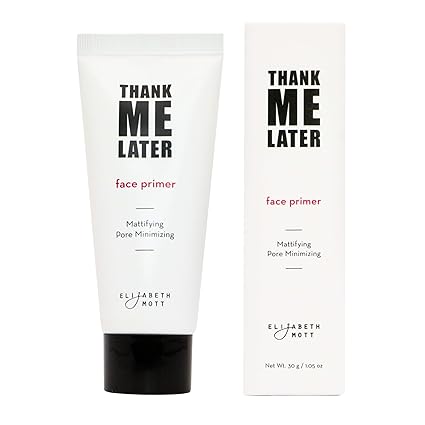 THANK
ME
LATER
face primer
Mattifying
Pore Minimizing
ELIZABETH
MOTT
THANK
ME
LATER
face primer
Mattifying
Pore Minimizing
ELIZABETH
MOTT
Net Wt. 30 g / 1.05 oz